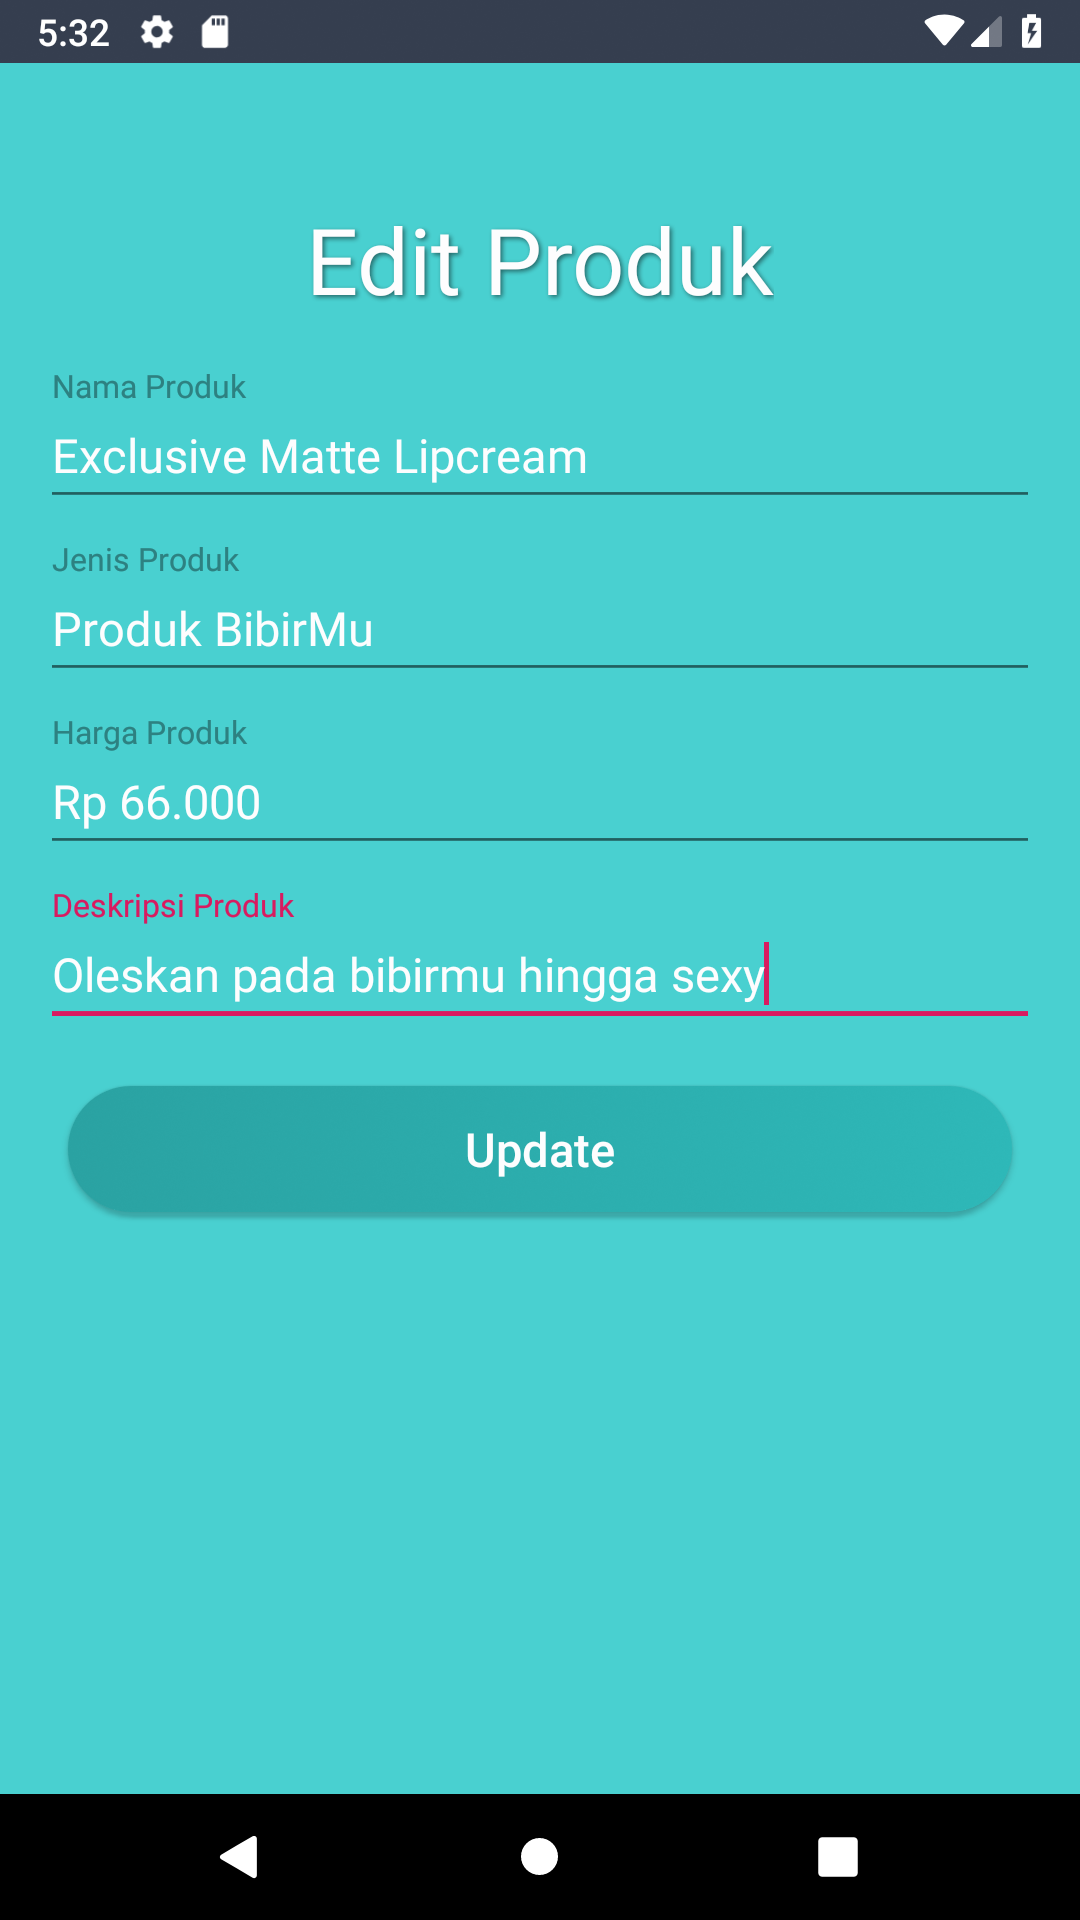 5:32
Edit Produk
Nama Produk
Exclusive Matte Lipcream
Jenis Produk
Produk BibirMu
Harga Produk
Rp 66.000
Deskripsi Produk
Oleskan pada bibirmu hingga sexy
Update